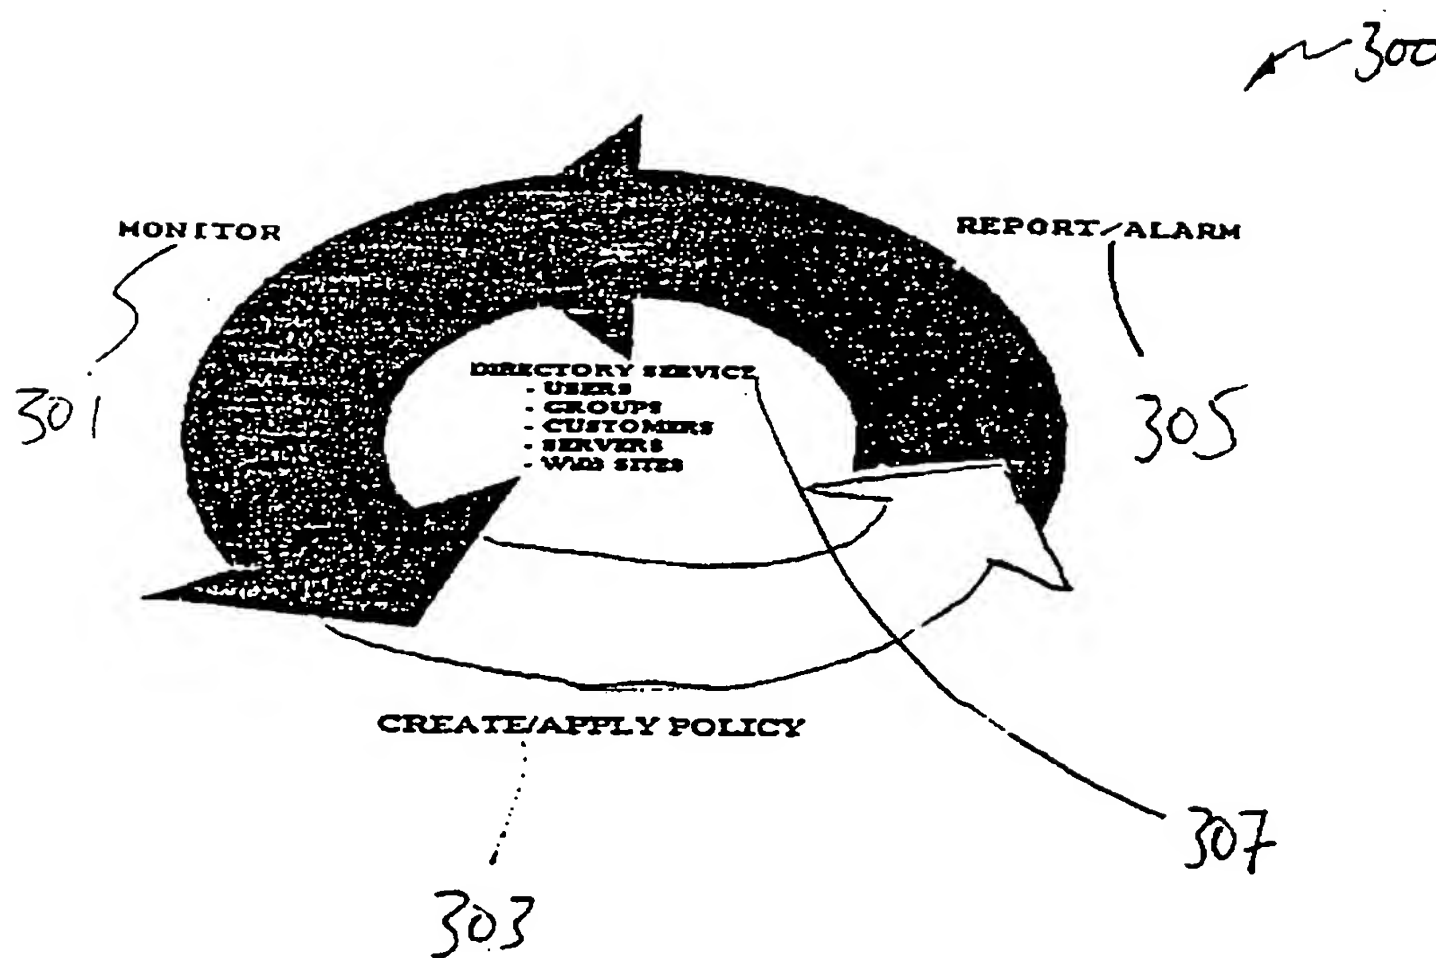 300
MONITOR
REPORT/ALARM
DIRECTORY SERVICE
- USERS
- GROUPS
- CUSTOMERS
- SERVERS
- WEB SITES
301
305
CREATE/APPLY POLICY
307
303